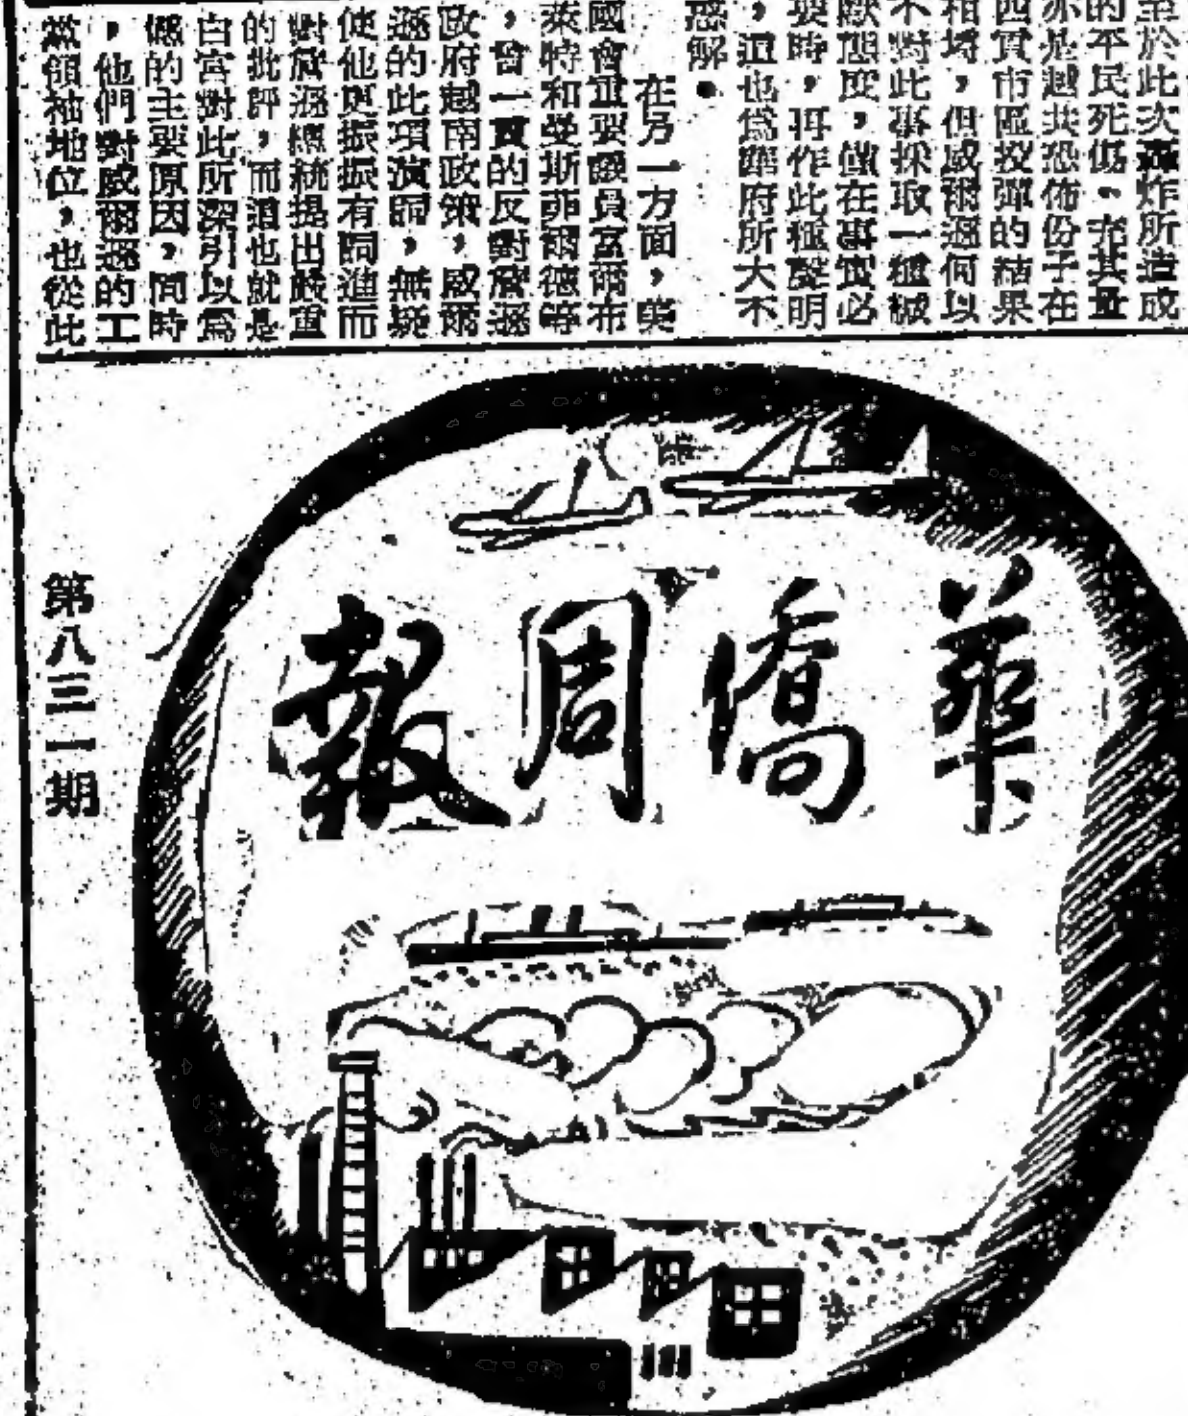 至於此次轟炸所造成
的平民死傷。充其量
亦是越共恐佈份子在
西貢市區投彈的結果
相埓,但威爾遜何以
不對此事採取一種緘
默態度,僅在事實必
要時,再作此種聲明
,這也爲華府所大不
惑解。
在另一方面,美
國會重要議員富爾布
萊特和曼斯菲爾德等
,曾一貫的反對詹遜
政府越南政策,威爾
遜的此項演詞,無疑
使他更振振有詞進而
對詹遜總統提出嚴重
的批評,而這也就是
白宮對此所深引以爲
憾的主要原因,同時
,他們對威爾遜的工
黨領袖地位,也從此
華僑周報
第八三一期